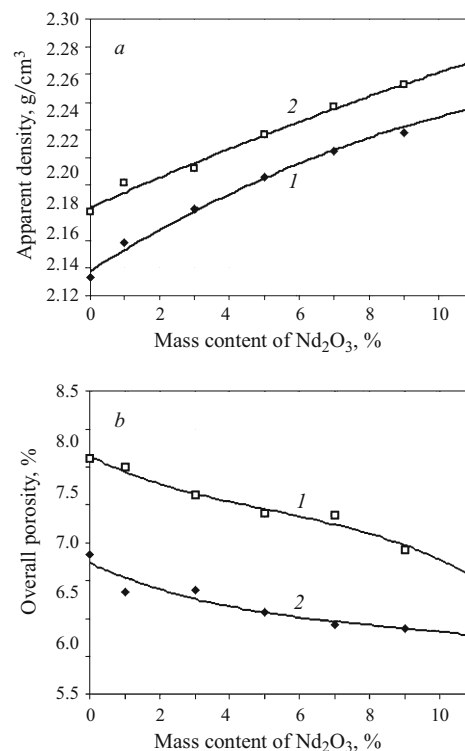 a
2.30
2.28
2.26
2.24
2.22
2.20
2.18
2.16
2.14
2.12
Apparent density, g/cm³
2
1
0 2 4 6 8 10
Mass content of Nd₂O₃, %
b
8.5
8.0
7.5
7.0
6.5
6.0
5.5
Overall porosity, %
1
2
0 2 4 6 8 10
Mass content of Nd₂O₃, %